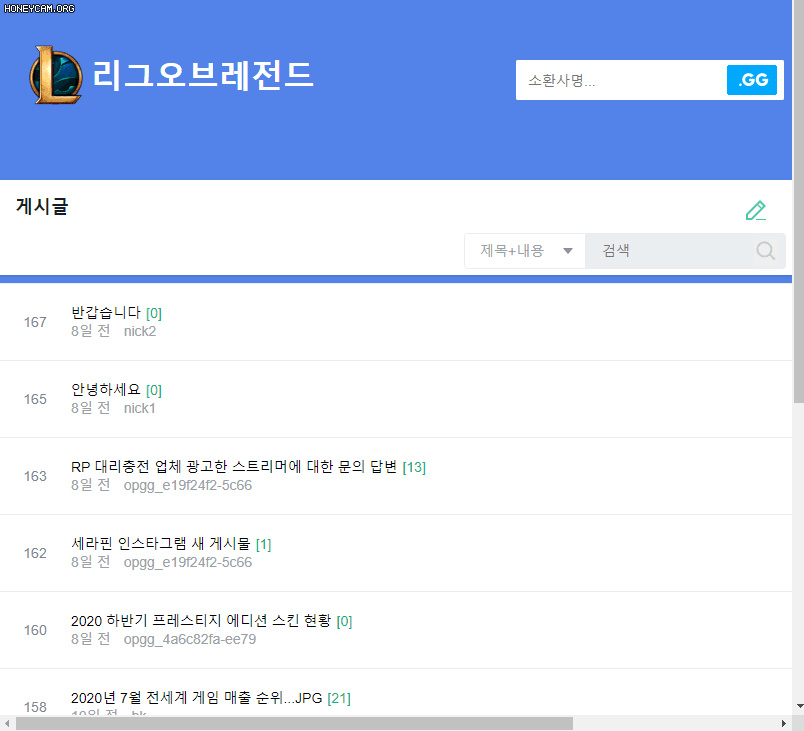 HONEYCAM.ORG
리그오브레전드
소환사명...
.GG
게시글
제목+내용
검색
167
반갑습니다 [0]
8일 전 nick2
165
안녕하세요 [0]
8일 전 nick1
163
RP 대리충전 업체 광고한 스트리머에 대한 문의 답변 [13]
8일 전 opgg_e19f24f2-5c66
162
세라핀 인스타그램 새 게시물 [1]
8일 전 opgg_e19f24f2-5c66
160
2020 하반기 프레스티지 에디션 스킨 현황 [0]
8일 전 opgg_4a6c82fa-ee79
158
2020년 7월 전세계 게임 매출 순위...JPG [21]